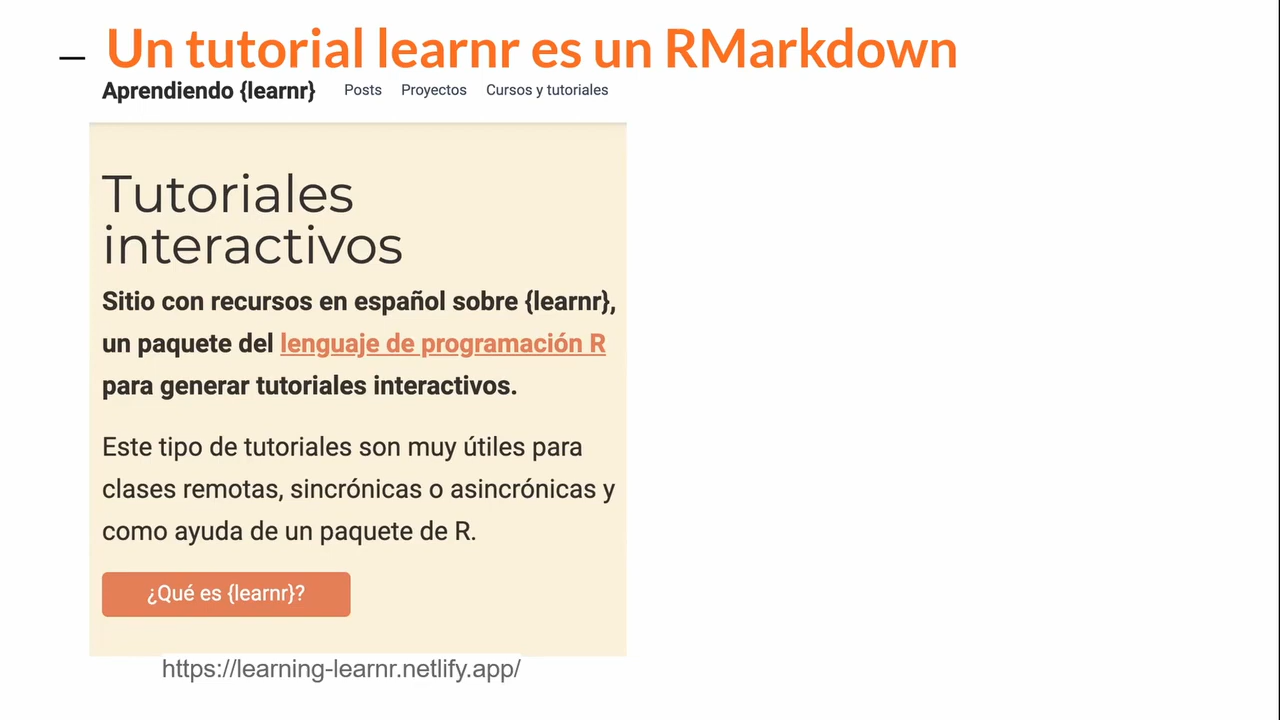 Un tutorial learnr es un RMarkdown
Aprendiendo {learnr} Posts Proyectos Cursos y tutoriales
Tutoriales
interactivos
Sitio con recursos en español sobre {learnr},
un paquete del lenguaje de programación R
para generar tutoriales interactivos.
Este tipo de tutoriales son muy útiles para
clases remotas, sincrónicas o asincrónicas y
como ayuda de un paquete de R.
¿Qué es {learnr}?
https://learning-learnr.netlify.app/